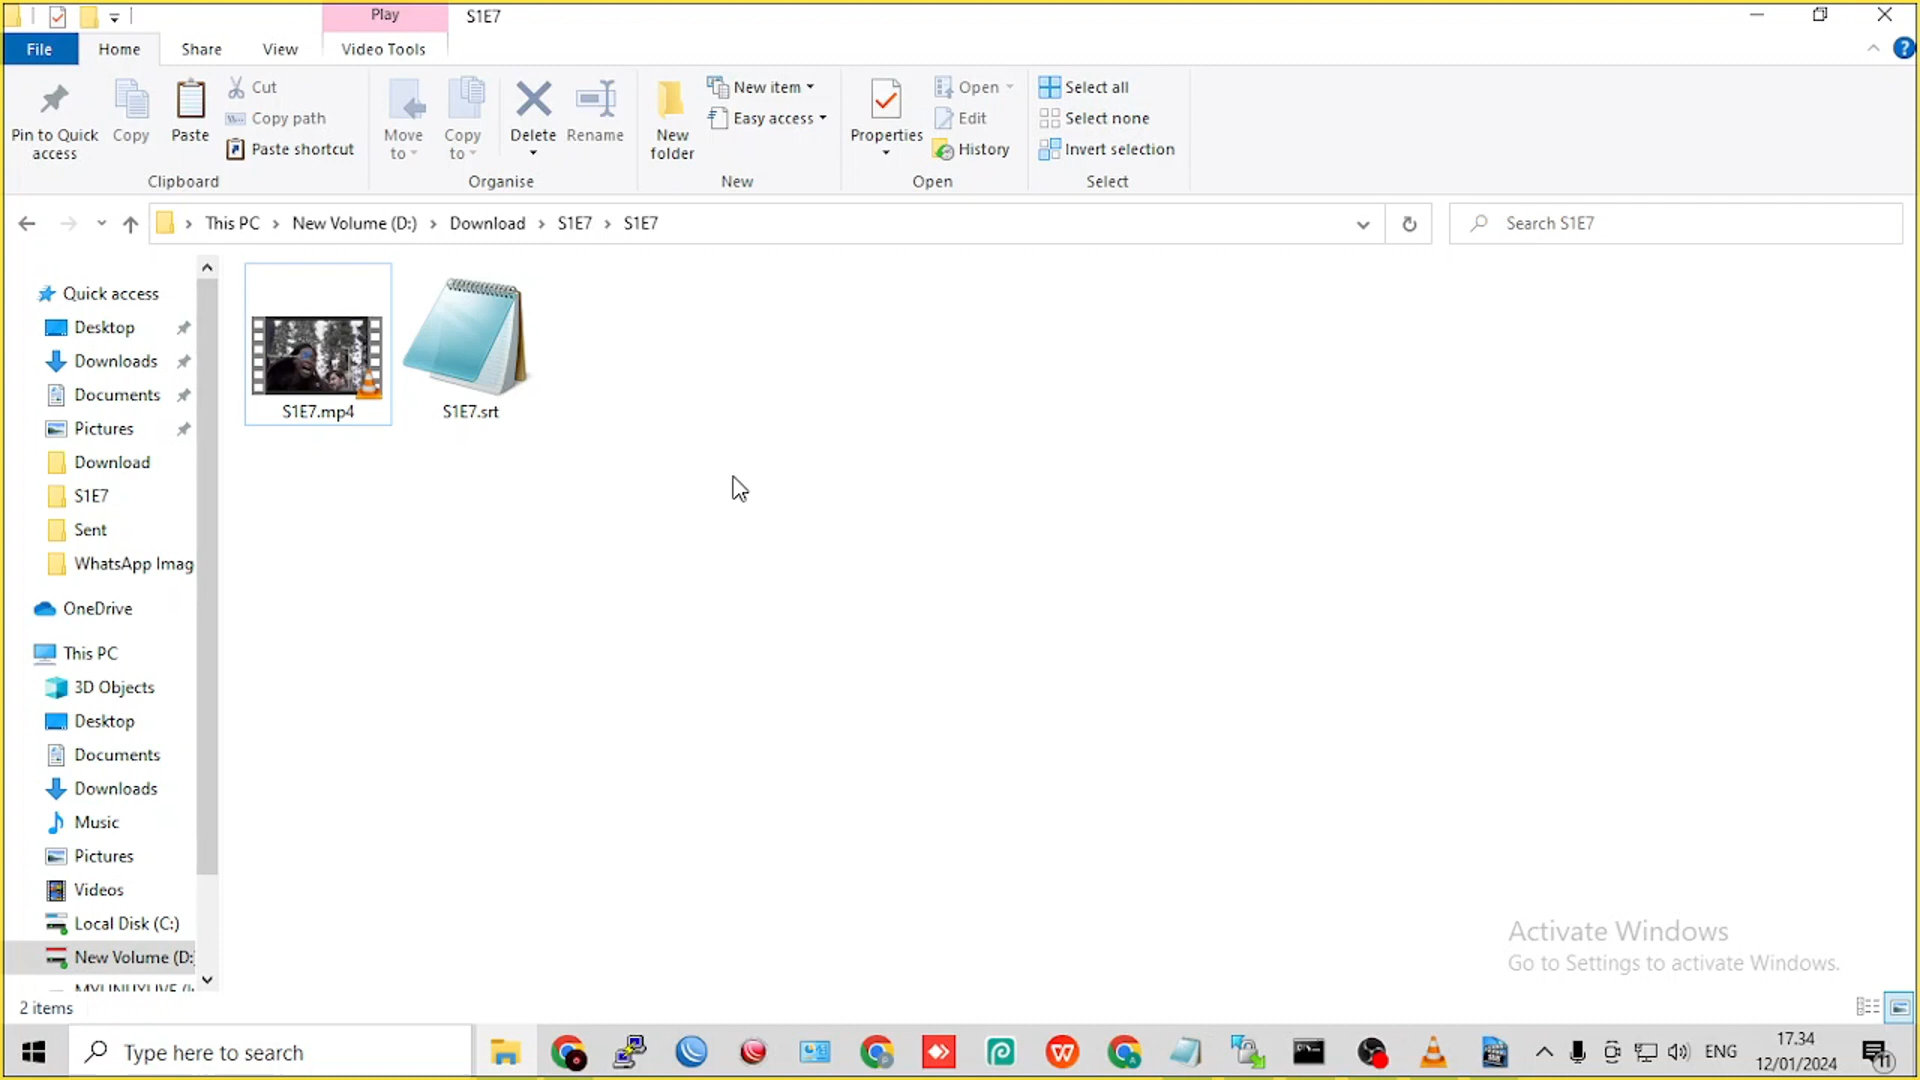 Play
S1E7
File
Home
Share
View
Video Tools
Pin to Quick access
Copy
Paste
Cut
Copy path
Paste shortcut
Clipboard
Move to
Copy to
Delete
Rename
Organise
New folder
New item
Easy access
New
Properties
Open
Edit
History
Open
Select all
Select none
Invert selection
Select
This PC > New Volume (D:) > Download > S1E7 > S1E7
Search S1E7
Quick access
Desktop
Downloads
Documents
Pictures
Download
S1E7
Sent
WhatsApp Imag
OneDrive
This PC
3D Objects
Desktop
Documents
Downloads
Music
Pictures
Videos
Local Disk (C:)
New Volume (D:
S1E7.mp4
S1E7.srt
Activate Windows
Go to Settings to activate Windows.
2 items
Type here to search
ENG
17.34
12/01/2024
11